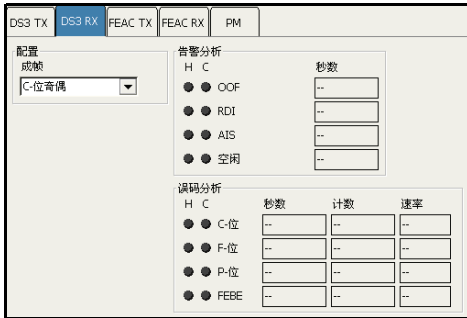 DS3 TX DS3 RX FEAC TX FEAC RX PM
配置
成帧
C-位奇偶
告警分析
H C 秒数
OOF --
RDI --
AIS --
空闲 --
误码分析
H C 秒数 计数 速率
C-位 -- -- --
F-位 -- -- --
P-位 -- -- --
FEBE -- -- --